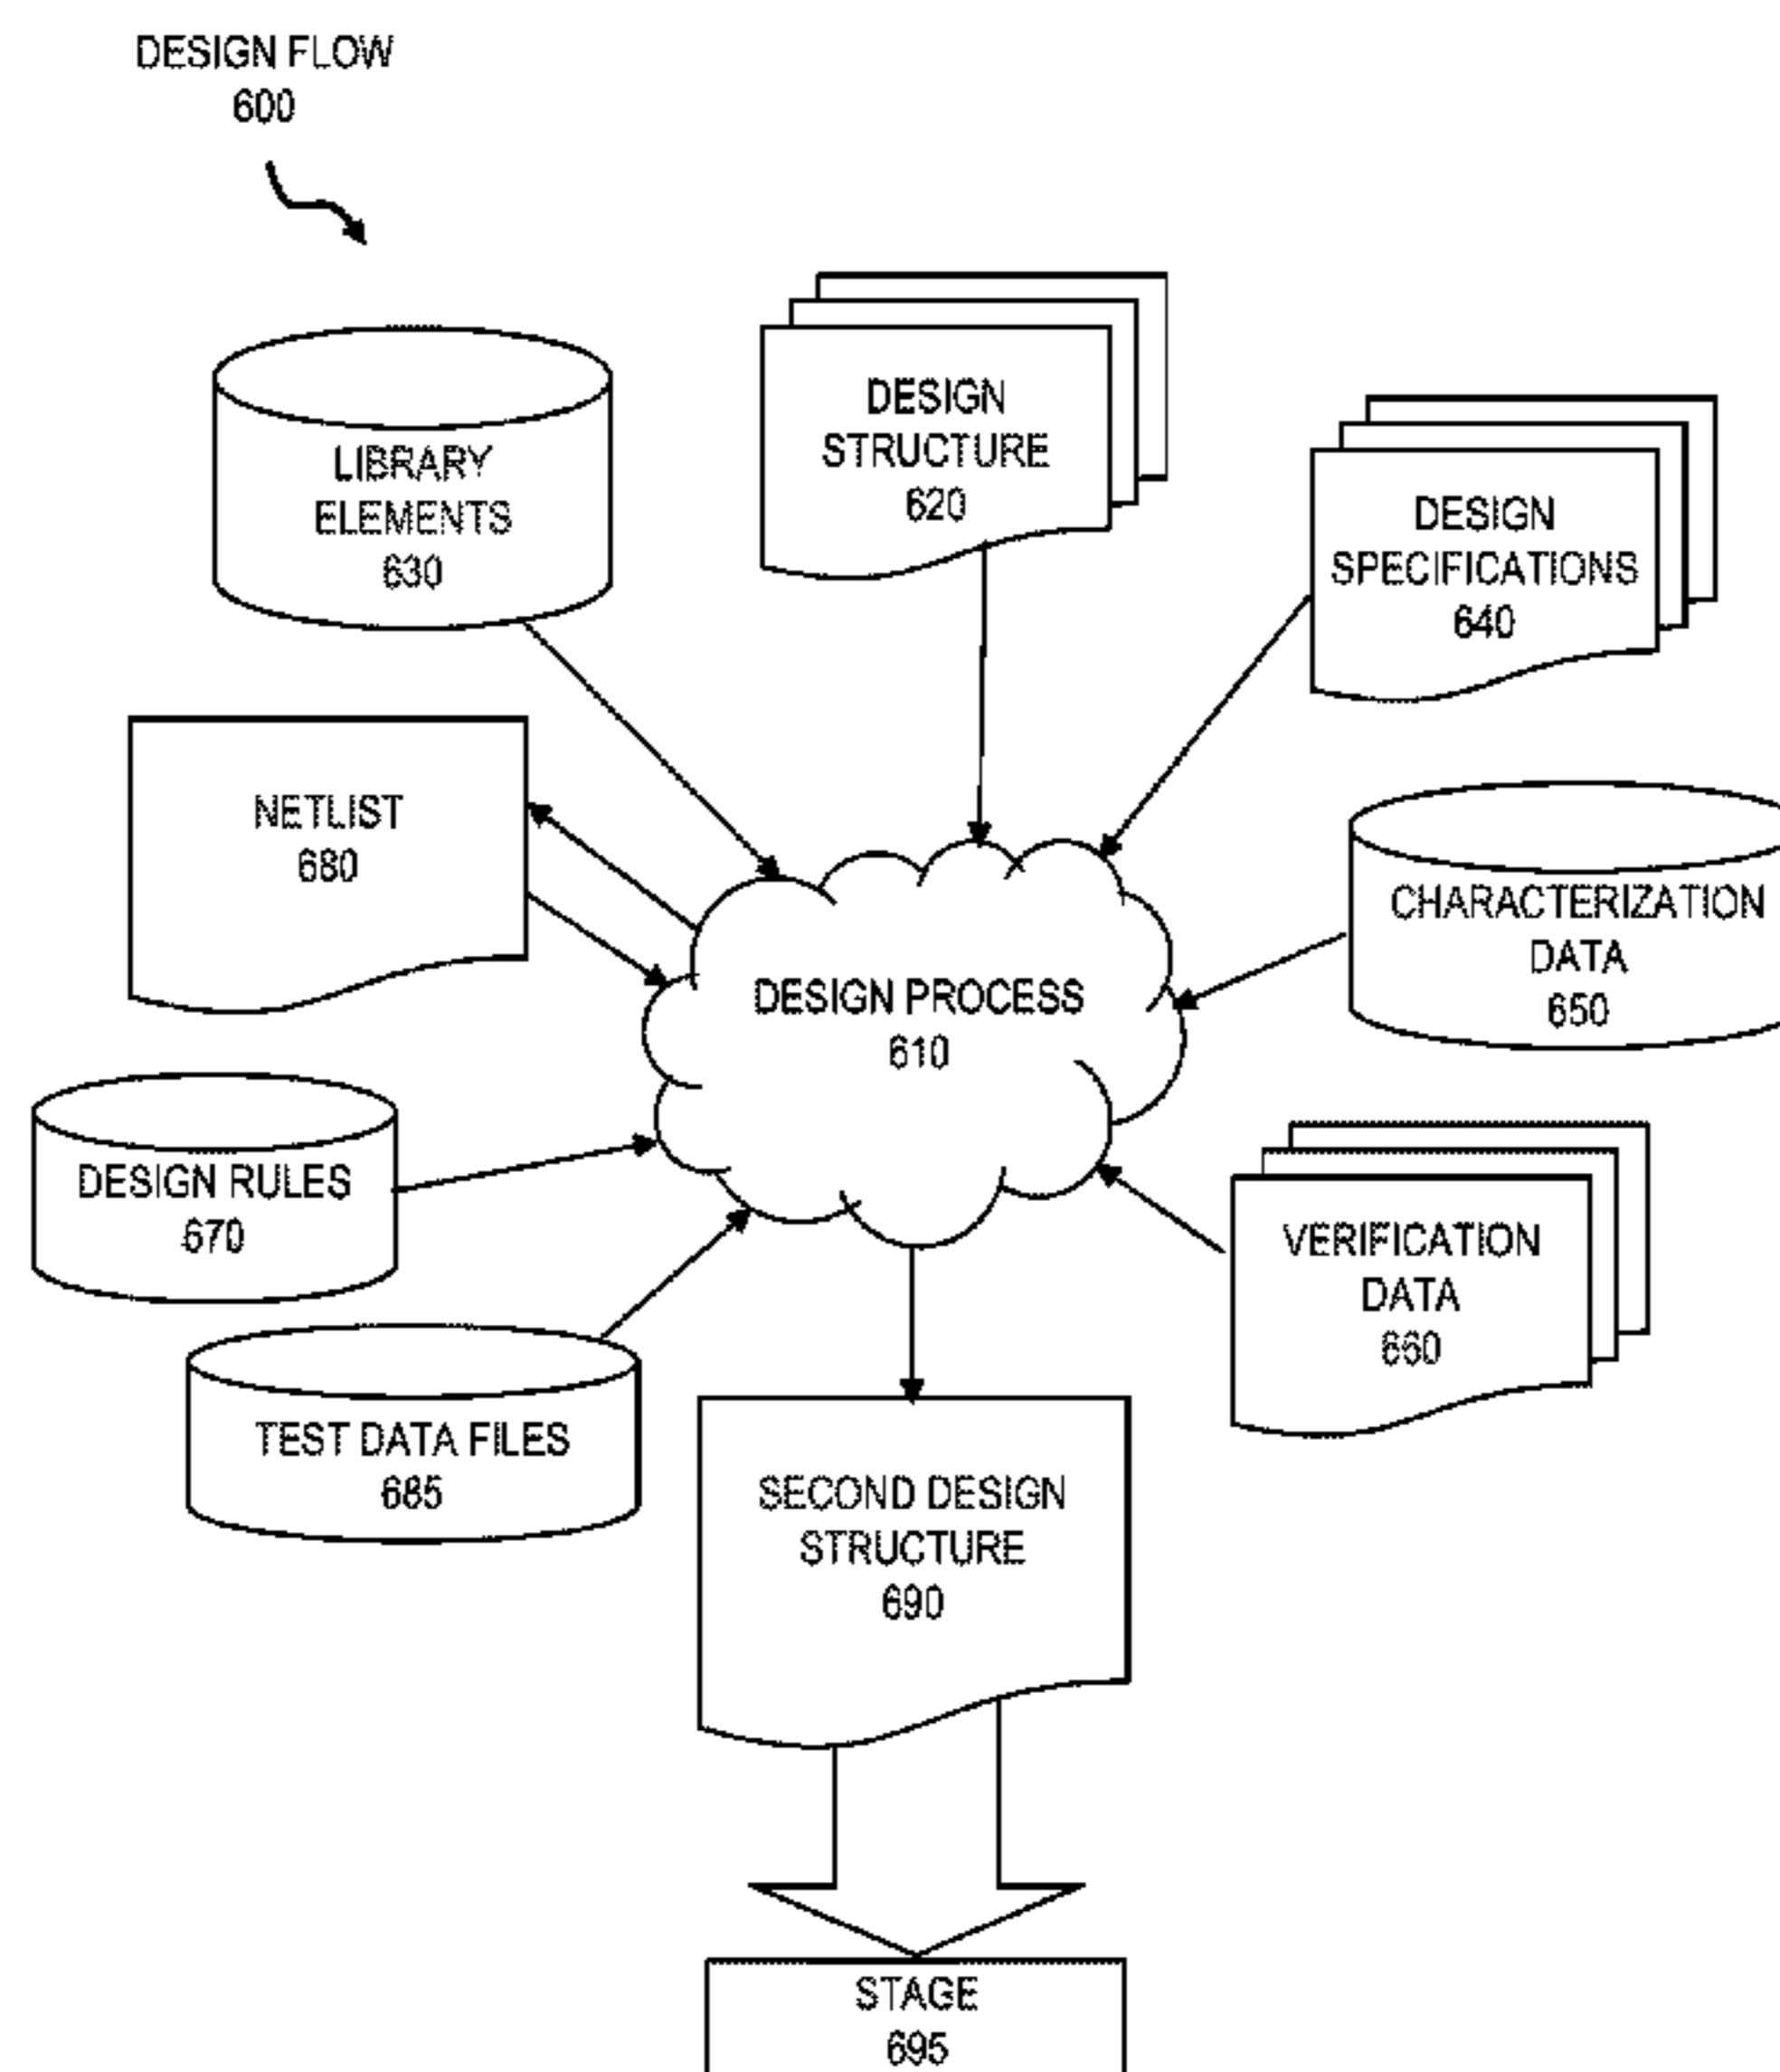 DESIGN FLOW
600
DESIGN
STRUCTURE
620
LIBRARY
ELEMENTS
630
DESIGN
SPECIFICATIONS
640
NETLIST
680
CHARACTERIZATION
DATA
650
DESIGN PROCESS
610
DESIGN RULES
670
VERIFICATION
DATA
660
TEST DATA FILES
685
SECOND DESIGN
STRUCTURE
690
STAGE
695